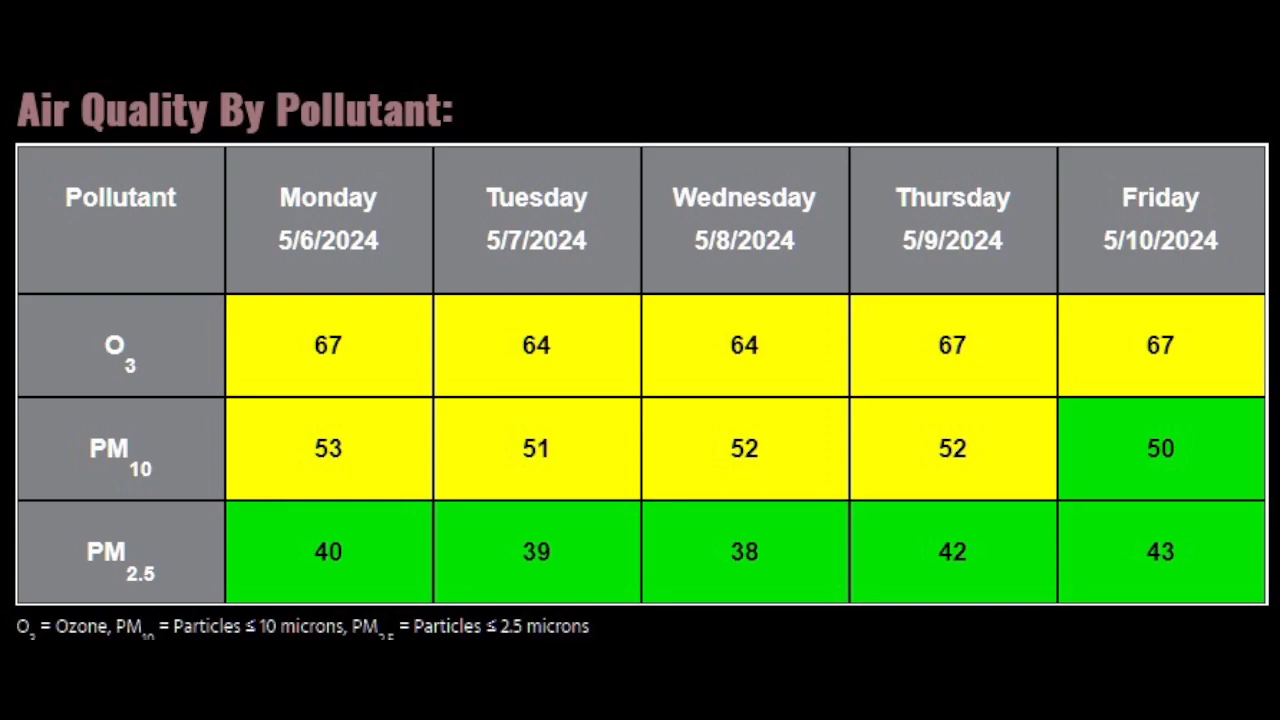 Air Quality By Pollutant:
Pollutant Monday Tuesday Wednesday Thursday Friday
5/6/2024 5/7/2024 5/8/2024 5/9/2024 5/10/2024
O3 67 64 64 67 67
PM10 53 51 52 52 50
PM2.5 40 39 38 42 43
O3 = Ozone, PM10 = Particles ≤ 10 microns, PM2.5 = Particles ≤ 2.5 microns